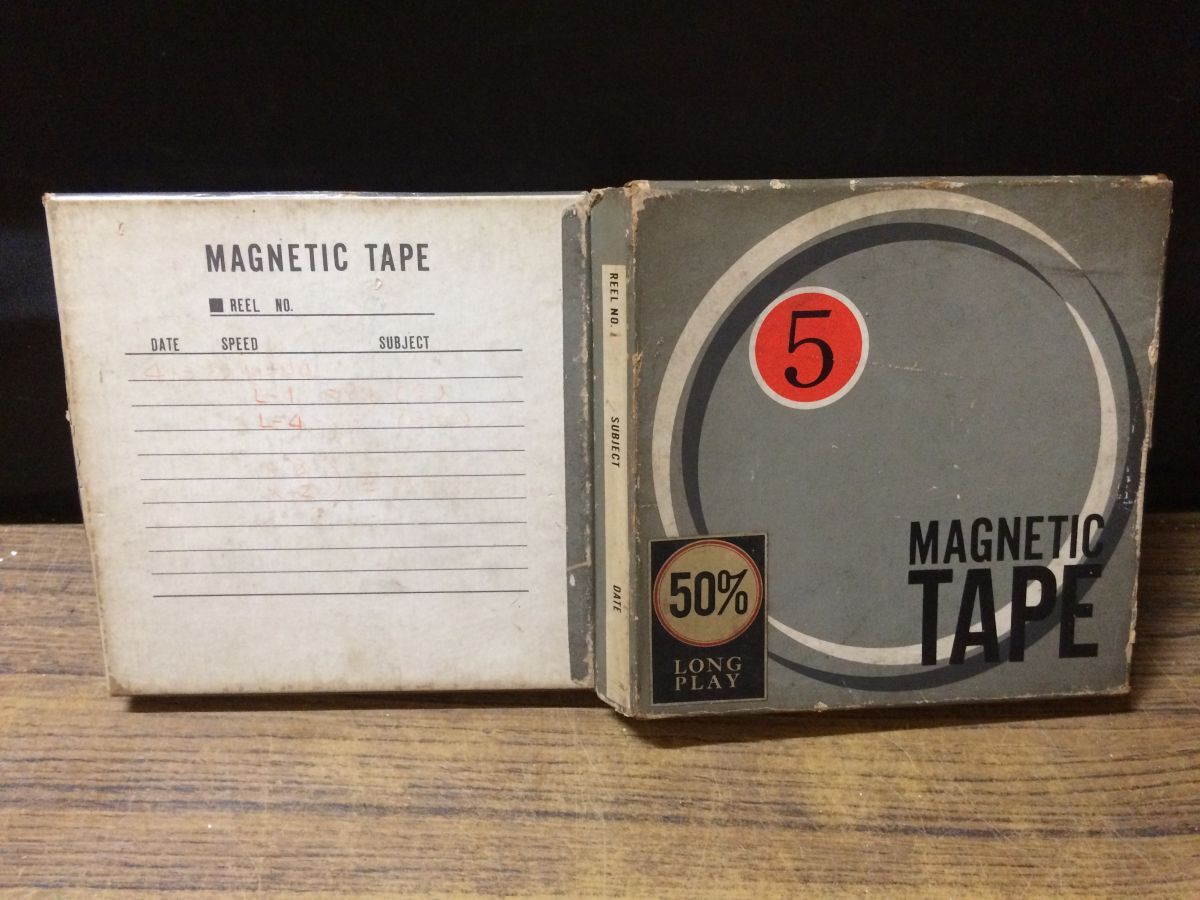 MAGNETIC TAPE
REEL NO.
DATE SPEED SUBJECT
L-1
L-4
REEL NO.
SUBJECT
DATE
5
MAGNETIC
TAPE
50%
LONG
PLAY